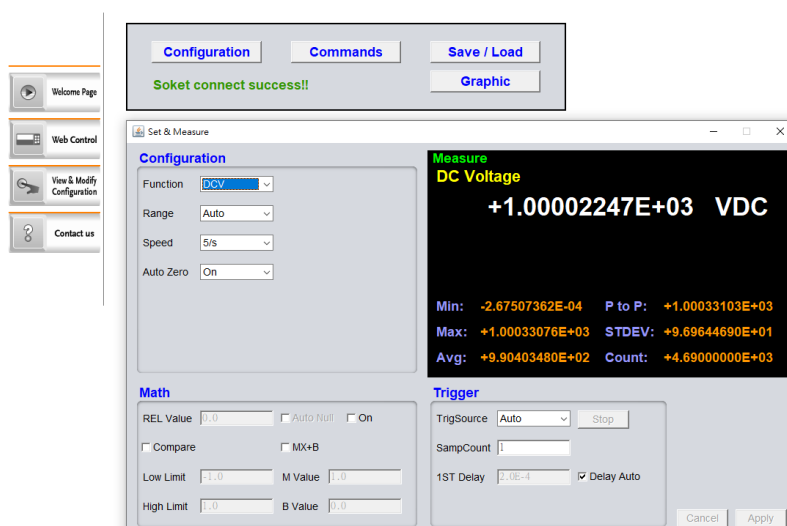 Configuration Commands Save / Load
Soket connect success!! Graphic
Welcome Page
Web Control
View & Modify
Configuration
Contact us
Set & Measure
Configuration
Function DCV
Range Auto
Speed 5/s
Auto Zero On
Measure
DC Voltage
+1.00002247E+03 VDC
Min: -2.67507362E-04 P to P: +1.00033103E+03
Max: +1.00033076E+03 STDEV: +9.69644690E+01
Avg: +9.90403480E+02 Count: +4.69000000E+03
Math
REL Value 0.0 Auto Null On
Compare MX+B
Low Limit -1.0 M Value 1.0
High Limit 1.0 B Value 0.0
Trigger
TrigSource Auto Stop
SampCount 1
1ST Delay 2.0E-4 Delay Auto
Cancel Apply